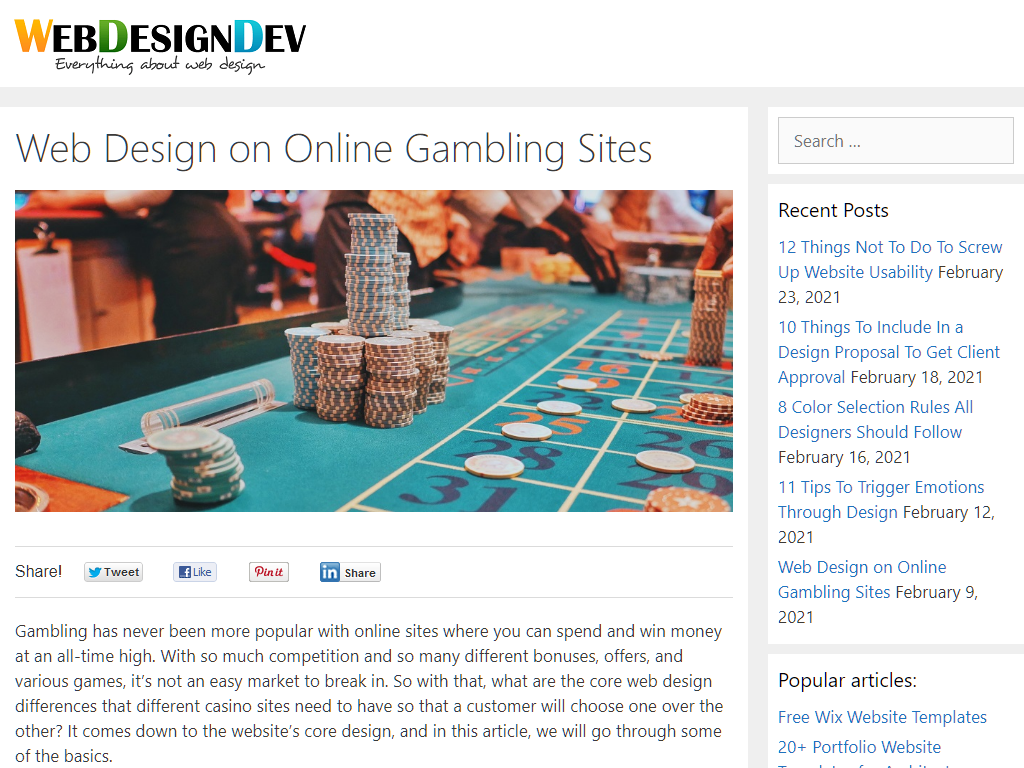 WEBDESIGNDEV
Everything about web design
Web Design on Online Gambling Sites
16
17
22
25
28
26
29
31
Share!
Tweet
Like
Pin it
in Share
Gambling has never been more popular with online sites where you can spend and win money
at an all-time high. With so much competition and so many different bonuses, offers, and
various games, it’s not an easy market to break in. So with that, what are the core web design
differences that different casino sites need to have so that a customer will choose one over the
other? It comes down to the website’s core design, and in this article, we will go through some
of the basics.
Search ...
Recent Posts
12 Things Not To Do To Screw
Up Website Usability February
23, 2021
10 Things To Include In a
Design Proposal To Get Client
Approval February 18, 2021
8 Color Selection Rules All
Designers Should Follow
February 16, 2021
11 Tips To Trigger Emotions
Through Design February 12,
2021
Web Design on Online
Gambling Sites February 9,
2021
Popular articles:
Free Wix Website Templates
20+ Portfolio Website